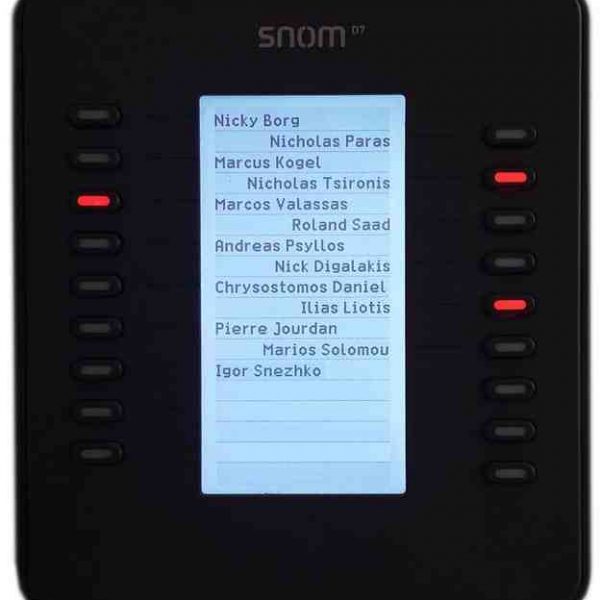 snom D7
Nicky Borg
Nicholas Paras
Marcus Kogel
Nicholas Tsironis
Marcos Valassas
Roland Saad
Andreas Psyllos
Nick Digalakis
Chrysostomos Daniel
Ilias Liotis
Pierre Jourdan
Marios Solomou
Igor Snezhko